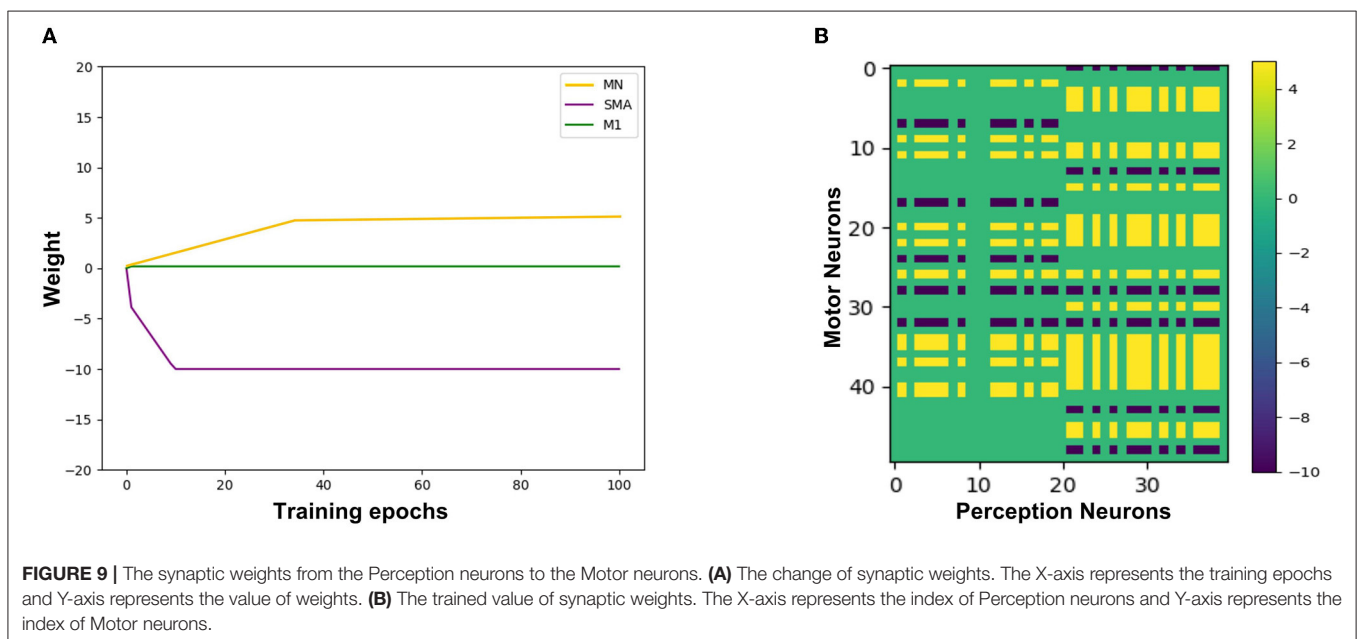 A
20
15
10
5
0
−5
−10
−15
−20
Weight
0 20 40 60 80 100
Training epochs
MN
SMA
M1
B
0
10
20
30
40
Motor Neurons
0 10 20 30
Perception Neurons
4
2
0
−2
−4
−6
−8
−10
FIGURE 9 | The synaptic weights from the Perception neurons to the Motor neurons. (A) The change of synaptic weights. The X-axis represents the training epochs
and Y-axis represents the value of weights. (B) The trained value of synaptic weights. The X-axis represents the index of Perception neurons and Y-axis represents the
index of Motor neurons.